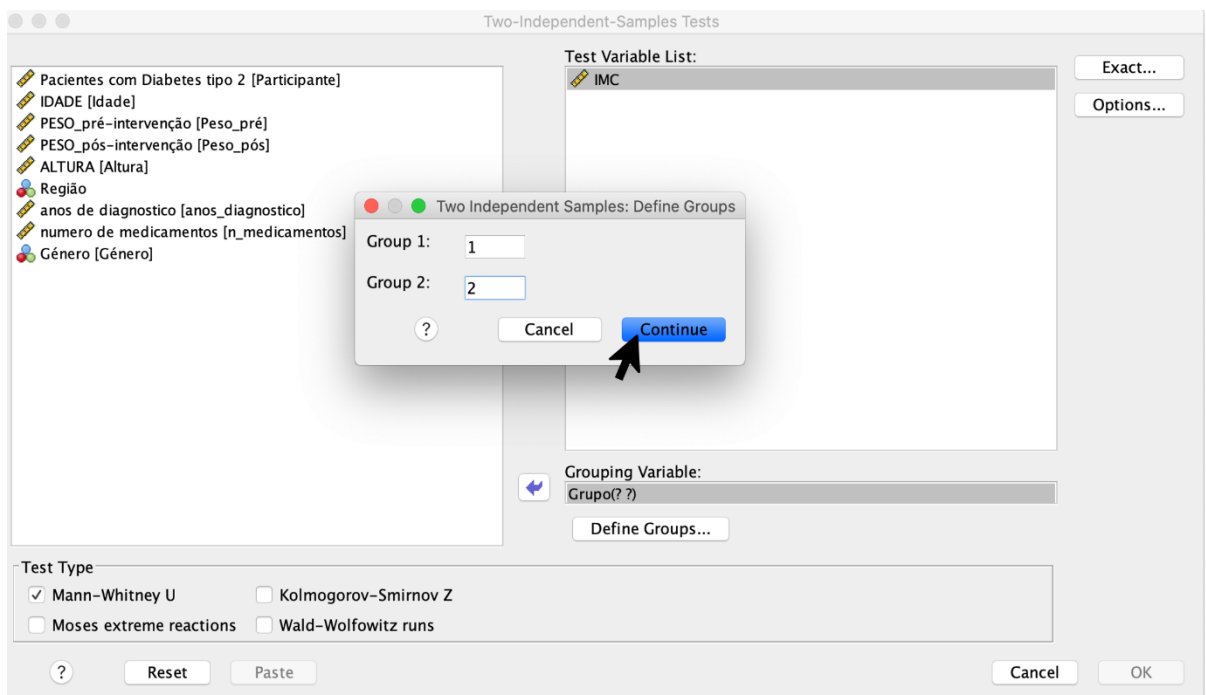 Two-Independent-Samples Tests
Test Variable List:
Pacientes com Diabetes tipo 2 [Participante]
IDADE [Idade]
PESO_pré-intervenção [Peso_pré]
PESO_pós-intervenção [Peso_pós]
ALTURA [Altura]
Região
anos de diagnostico [anos_diagnostico]
numero de medicamentos [n_medicamentos]
Género [Género]
IMC
Exact...
Options...
Two Independent Samples: Define Groups
Group 1: 1
Group 2: 2
? Cancel Continue
Grouping Variable:
Grupo(? ?)
Define Groups...
Test Type
Mann-Whitney U Kolmogorov-Smirnov Z
Moses extreme reactions Wald-Wolfowitz runs
? Reset Paste Cancel OK